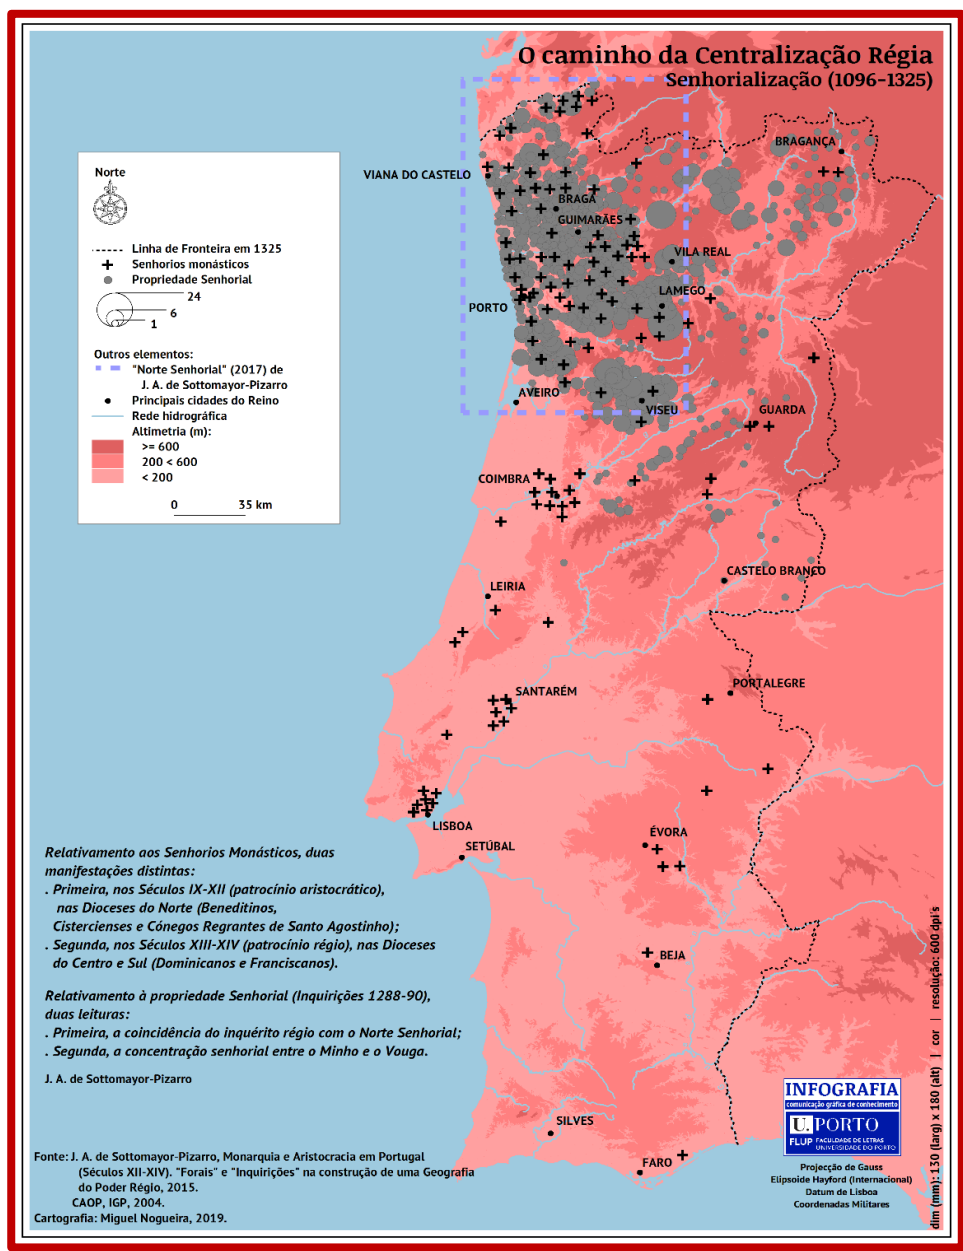 O caminho da Centralização Régia
Senhorialização (1096-1325)
Norte
Linha de Fronteira em 1325
Senhorios monásticos
Propriedade Senhorial
24
6
1
Outros elementos:
"Norte Senhorial" (2017) de
J. A. de Sottomayor-Pizarro
Principais cidades do Reino
Rede hidrográfica
Altimetria (m):
>= 600
200 < 600
< 200
0 35 km
BRAGANÇA
VIANA DO CASTELO
BRAGA
GUIMARÃES
VILA REAL
LAMEGO
PORTO
AVEIRO
VISEU
GUARDA
COIMBRA
CASTELO BRANCO
LEIRIA
PORTALEGRE
SANTARÉM
LISBOA
ÉVORA
SETÚBAL
BEJA
SILVES
FARO
Relativamento aos Senhorios Monásticos, duas
manifestações distintas:
. Primeira, nos Séculos IX-XII (patrocínio aristocrático),
nas Dioceses do Norte (Beneditinos,
Cistercienses e Cónegos Regrantes de Santo Agostinho);
. Segunda, nos Séculos XIII-XIV (patrocínio régio), nas Dioceses
do Centro e Sul (Dominicanos e Franciscanos).
Relativamento à propriedade Senhorial (Inquirições 1288-90),
duas leituras:
. Primeira, a coincidência do inquérito régio com o Norte Senhorial;
. Segunda, a concentração senhorial entre o Minho e o Vouga.
J. A. de Sottomayor-Pizarro
Fonte: J. A. de Sottomayor-Pizarro, Monarquia e Aristocracia em Portugal
(Séculos XII-XIV). "Forais" e "Inquirições" na construção de uma Geografia
do Poder Régio, 2015.
CAOP, IGP, 2004.
Cartografia: Miguel Nogueira, 2019.
INFOGRAFIA
comunicação gráfica de conhecimento
U. PORTO
FLUP FACULDADE DE LETRAS
UNIVERSIDADE DO PORTO
Projecção de Gauss
Elipsoide Hayford (Internacional)
Datum de Lisboa
Coordenadas Militares
dim (mm): 130 (larg) x 180 (alt) | cor | resolução: 600 dpi´s